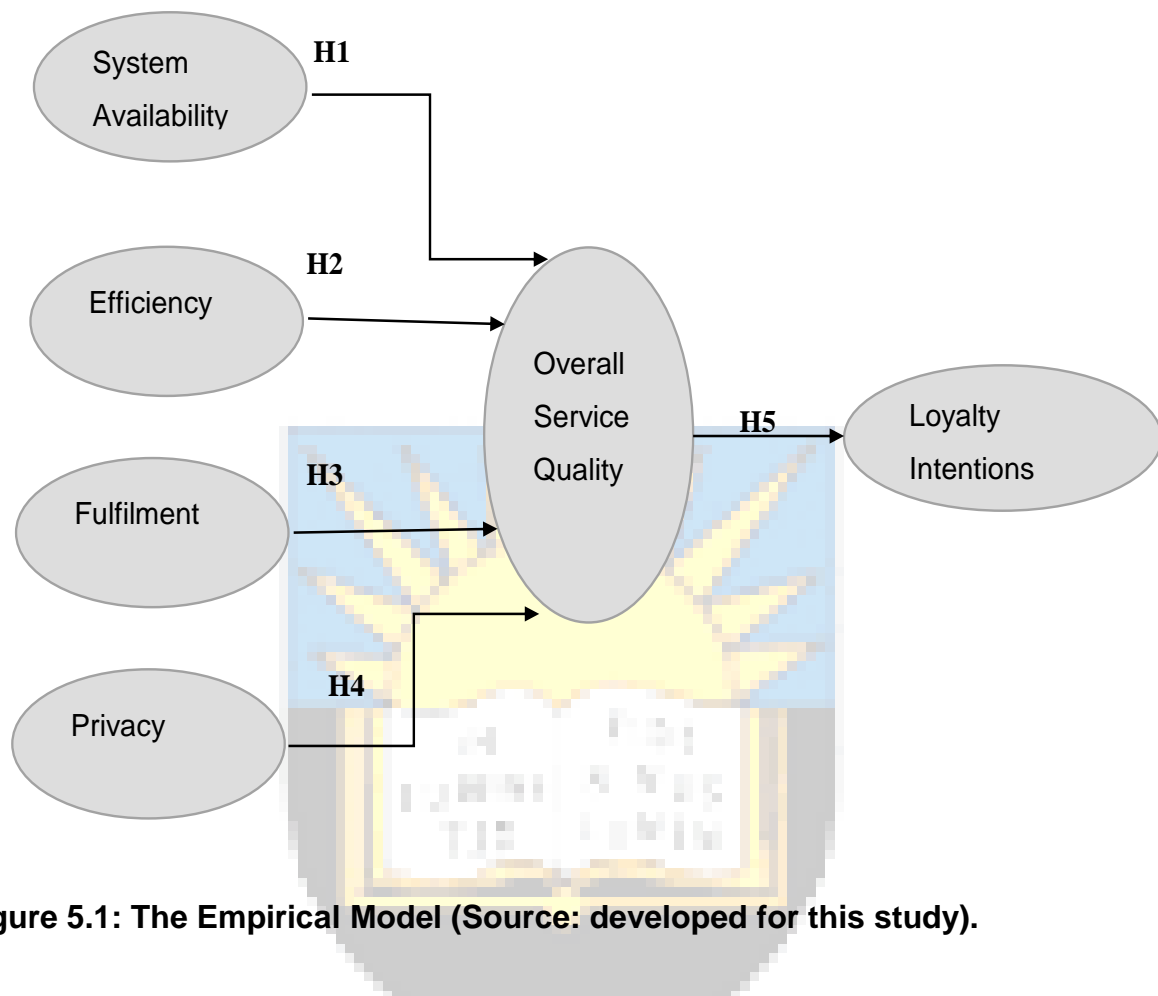 H1
System
Availability
H2
Efficiency
Overall
Service
Quality
H5
Loyalty
Intentions
H3
Fulfilment
H4
Privacy
gure 5.1: The Empirical Model (Source: developed for this study).